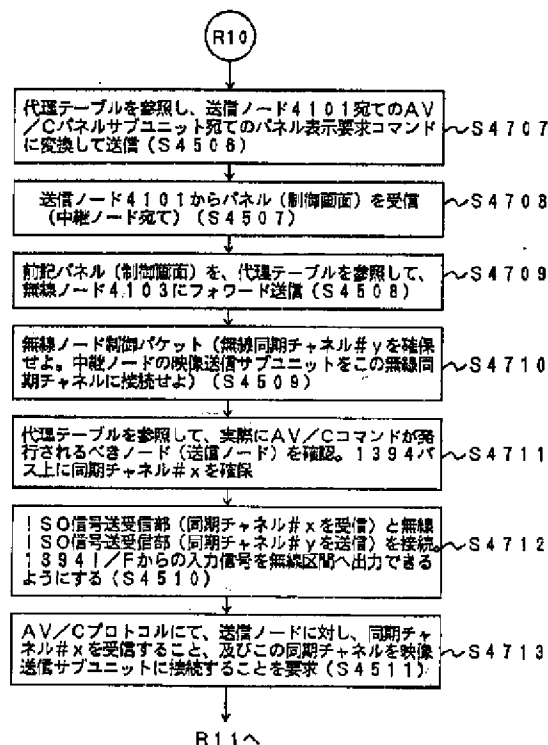 R10
代理テーブルを参照し、送信ノード4101宛てのAV
/Cパネルサブユニット宛てのパネル表示要求コマンド
に変換して送信(S4506)
~S4707
送信ノード4101からパネル(制御画面)を受信
(中継ノード宛て)(S4507)
~S4708
前記パネル(制御画面)を、代理テーブルを参照して、
無線ノード4103にフォワード送信(S4508)
~S4709
無線ノード制御パケット(無線同期チャネル#yを確保
せよ。中継ノードの映像送信サブユニットをこの無線同
期チャネルに接続せよ)(S4509)
~S4710
代理テーブルを参照して、実際にAV/Cコマンドが発
行されるべきノード(送信ノード)を確認。1394バ
ス上に同期チャネル#xを確保
~S4711
ISO信号送受信部(同期チャネル#xを受信)と無線
ISO信号送受信部(同期チャネル#yを送信)を接続。
1394I/Fからの入力信号を無線区間へ出力できる
ようにする(S4510)
~S4712
AV/Cプロトコルにて、送信ノードに対し、同期チャ
ネル#xを受信すること、及びこの同期チャネルを映像
送信サブユニットに接続することを要求(S4511)
~S4713
R11へ